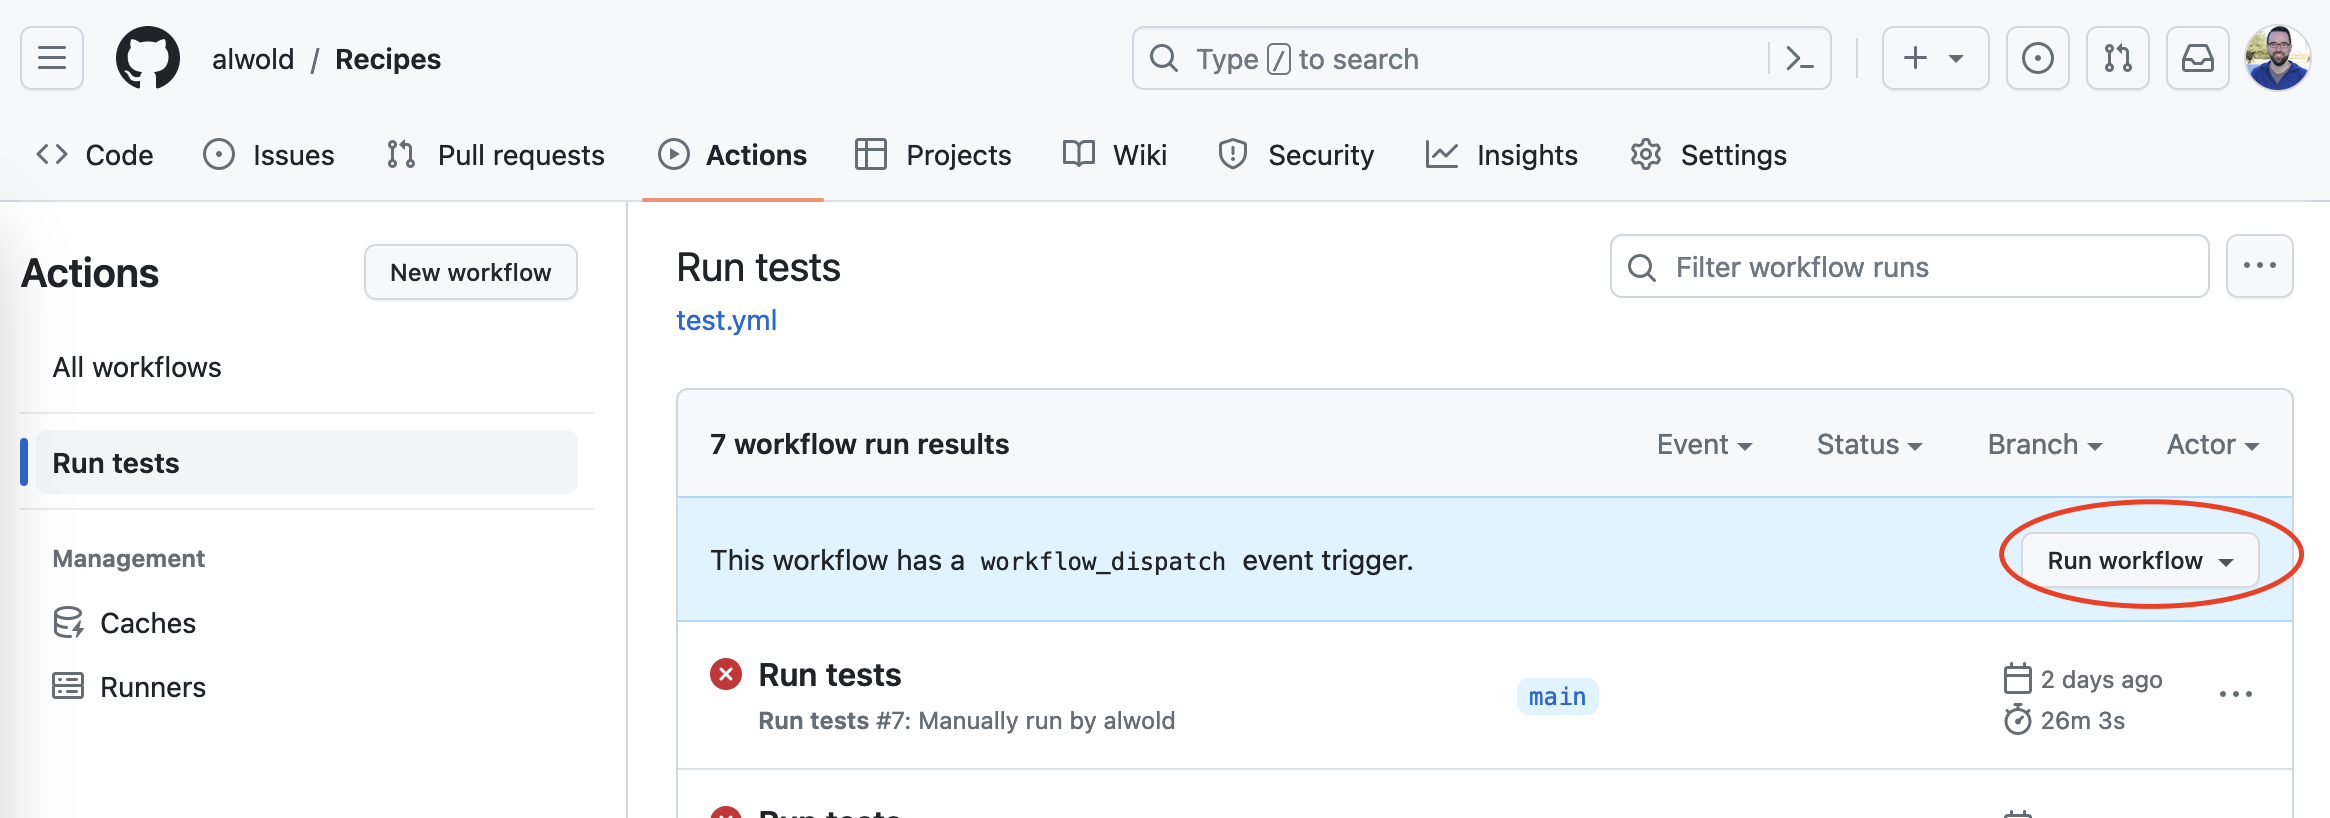 alwold / Recipes
Type / to search
Code Issues Pull requests Actions Projects Wiki Security Insights Settings
Actions
New workflow
All workflows
Run tests
Management
Caches
Runners
Run tests
test.yml
Filter workflow runs
7 workflow run results
Event Status Branch Actor
This workflow has a workflow_dispatch event trigger.
Run workflow
Run tests
Run tests #7: Manually run by alwold
main
2 days ago
26m 3s
Run tests